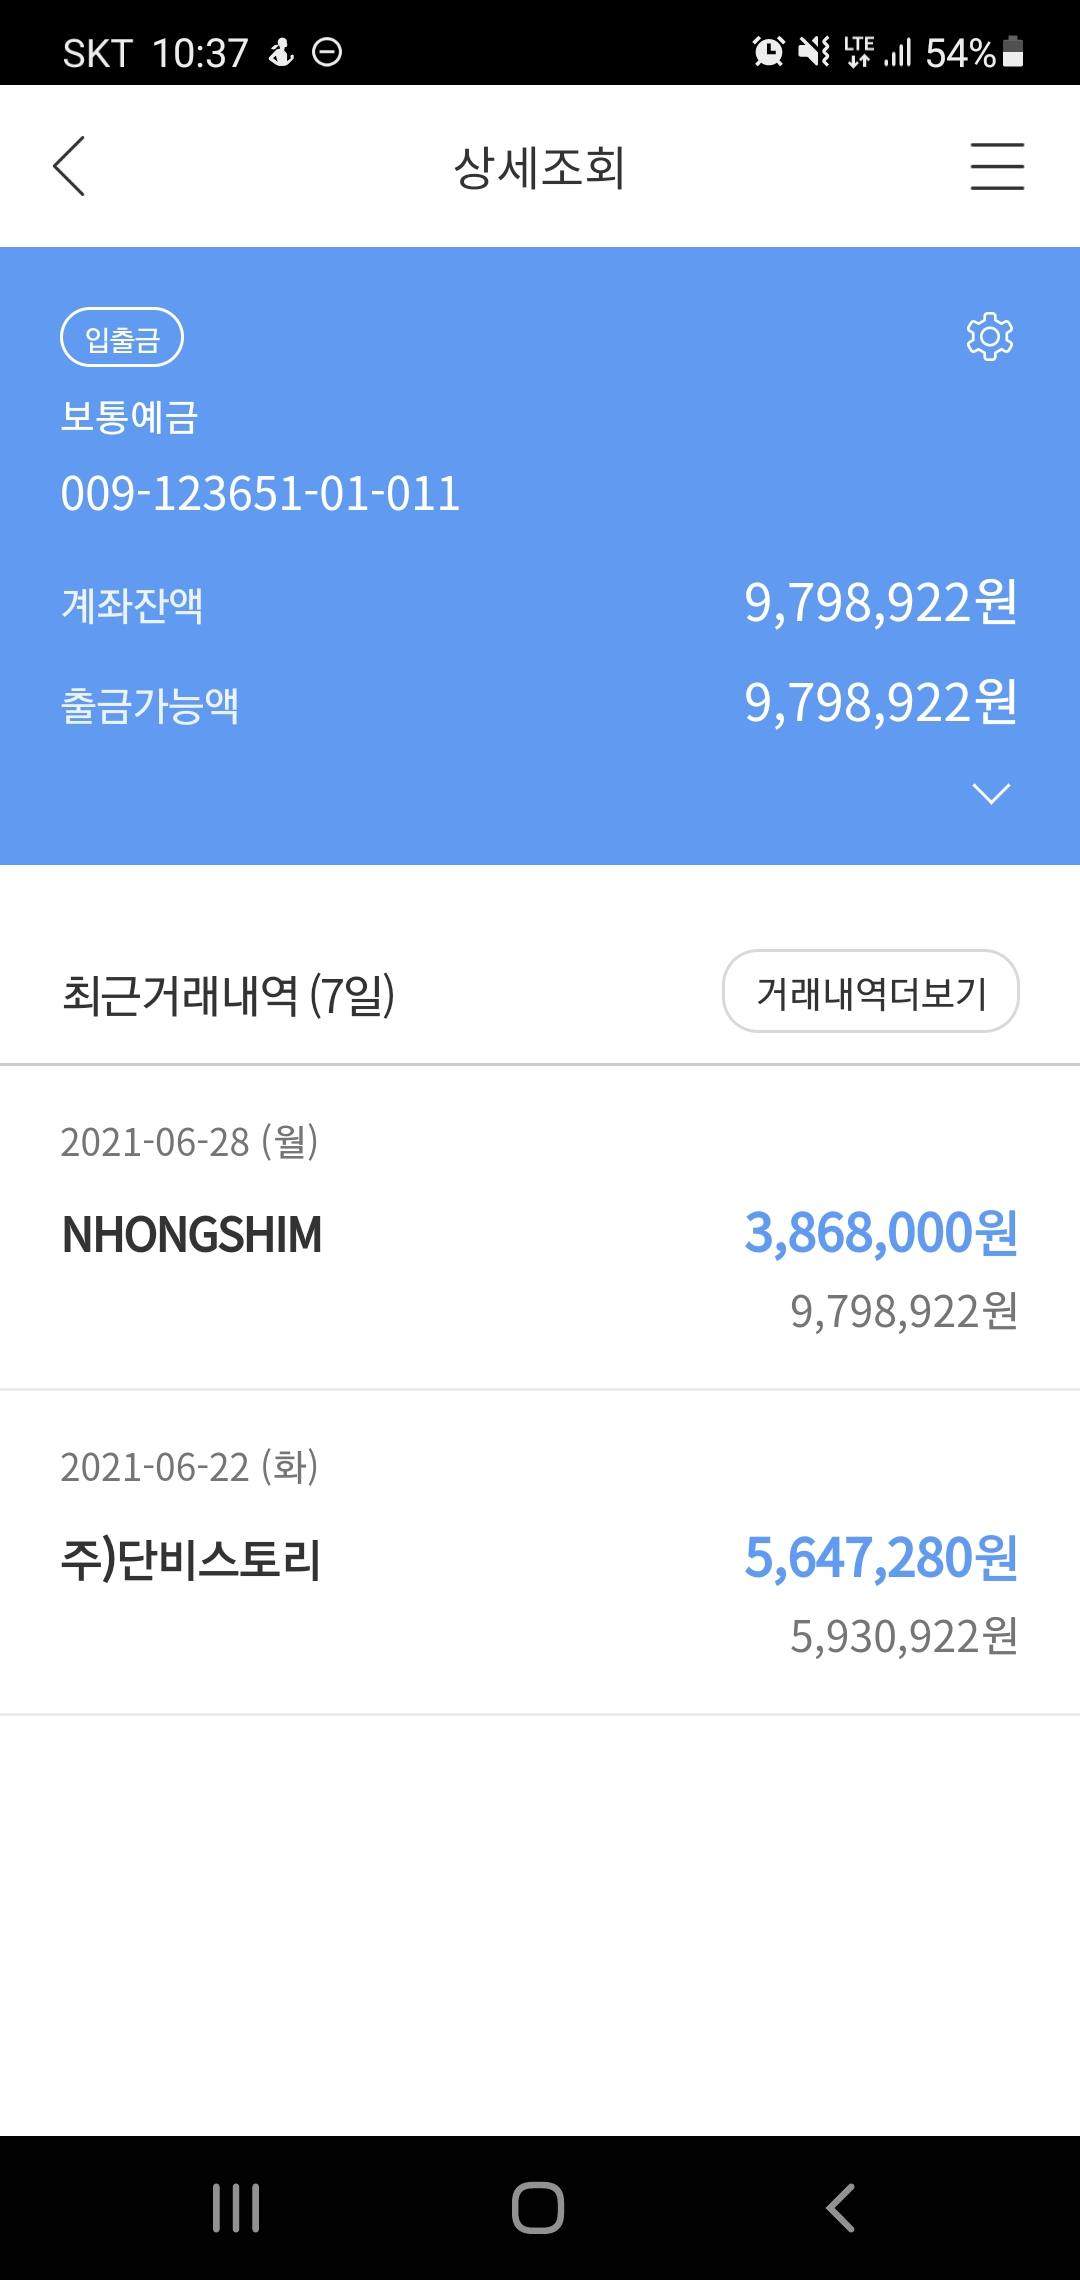 SKT 10:37
LTE 54%
상세조회
입출금
보통예금
009-123651-01-011
계좌잔액 9,798,922원
출금가능액 9,798,922원
최근거래내역 (7일) 거래내역더보기
2021-06-28 (월)
NHONGSHIM 3,868,000원
9,798,922원
2021-06-22 (화)
주)단비스토리 5,647,280원
5,930,922원